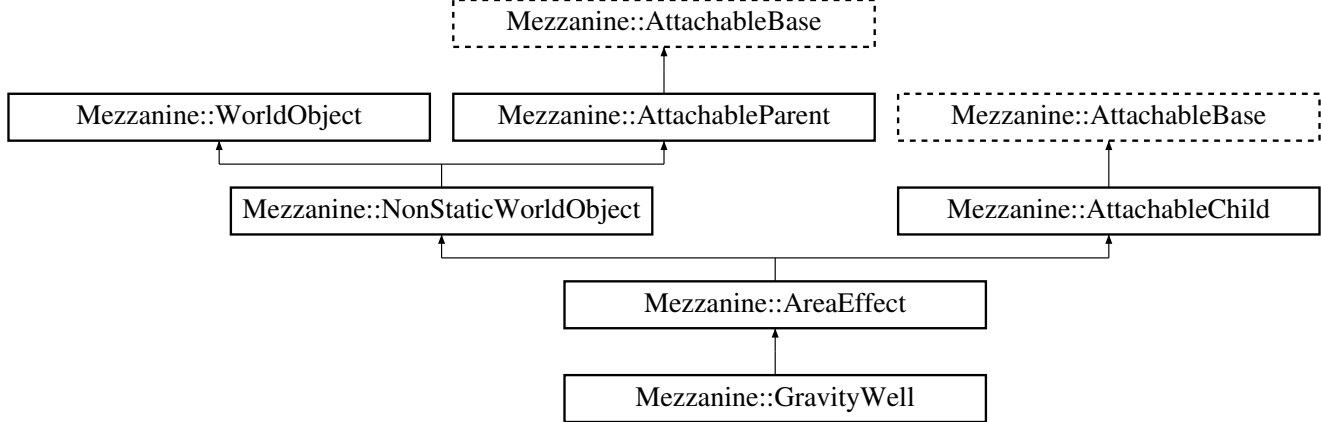 Mezzanine::AttachableBase
Mezzanine::WorldObject
Mezzanine::AttachableParent
Mezzanine::AttachableBase
Mezzanine::NonStaticWorldObject
Mezzanine::AttachableChild
Mezzanine::AreaEffect
Mezzanine::GravityWell